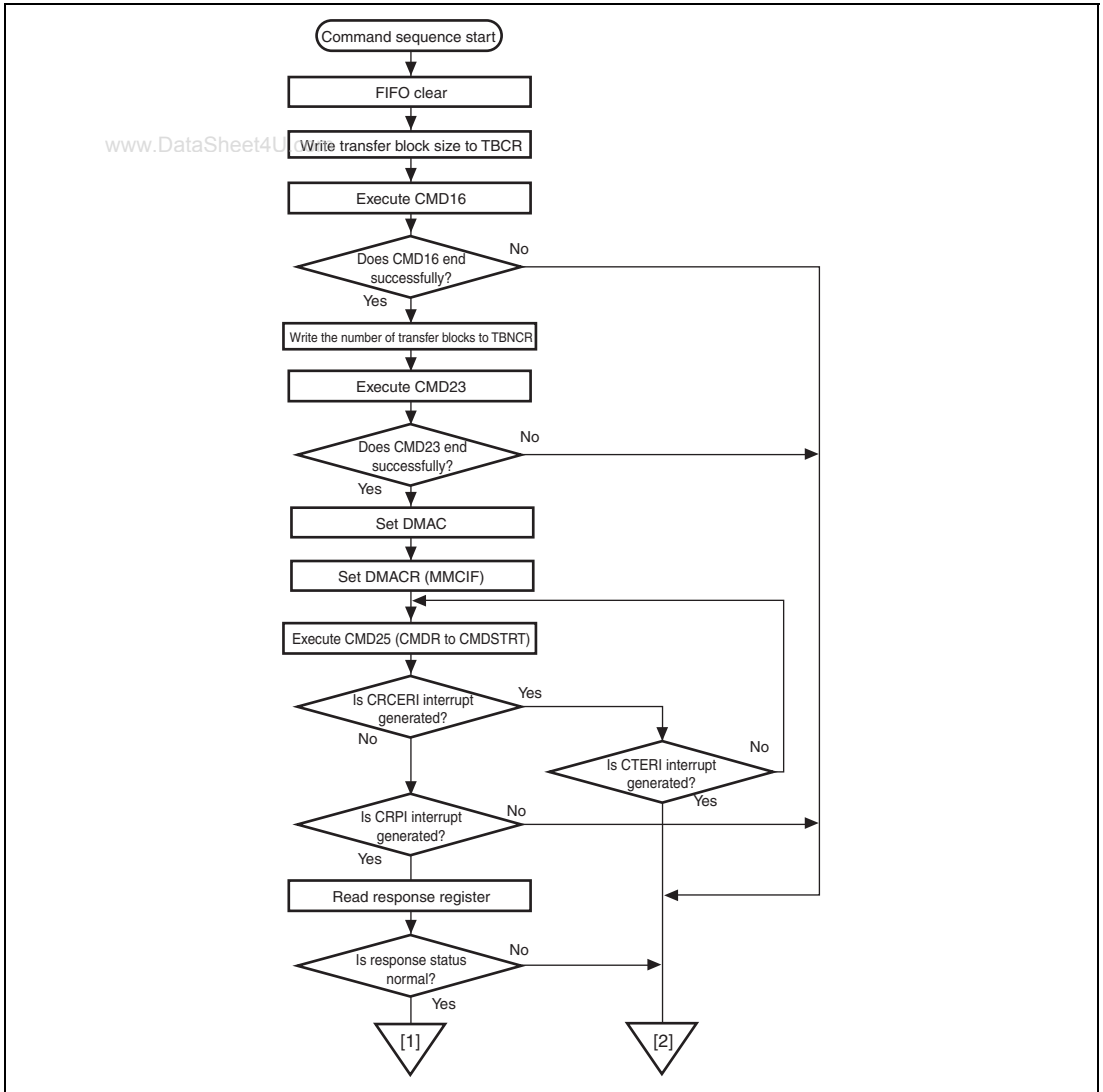 Command sequence start
FIFO clear
www.DataSheet4U.com
Write transfer block size to TBCR
Execute CMD16
Does CMD16 end
successfully?
No
Yes
Write the number of transfer blocks to TBNCR
Execute CMD23
Does CMD23 end
successfully?
No
Yes
Set DMAC
Set DMACR (MMCIF)
Execute CMD25 (CMDR to CMDSTRT)
Is CRCERI interrupt
generated?
Yes
No
Is CTERI interrupt
generated?
No
Yes
Is CRPI interrupt
generated?
No
Yes
Read response register
Is response status
normal?
No
Yes
[1]
[2]